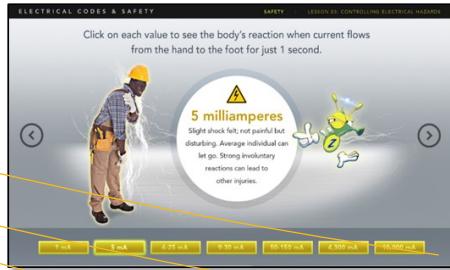 ELECTRICAL CODES & SAFETY
SAFETY LESSON 03: CONTROLLING ELECTRICAL HAZARDS
Click on each value to see the body's reaction when current flows
from the hand to the foot for just 1 second.
5 milliamperes
Slight shock felt; not painful but
disturbing. Average individual can
let go. Strong involuntary
reactions can lead to
other injuries.
Z
1 mA 5 mA 6-25 mA 9-30 mA 50-150 mA 4,300 mA 10,000 mA